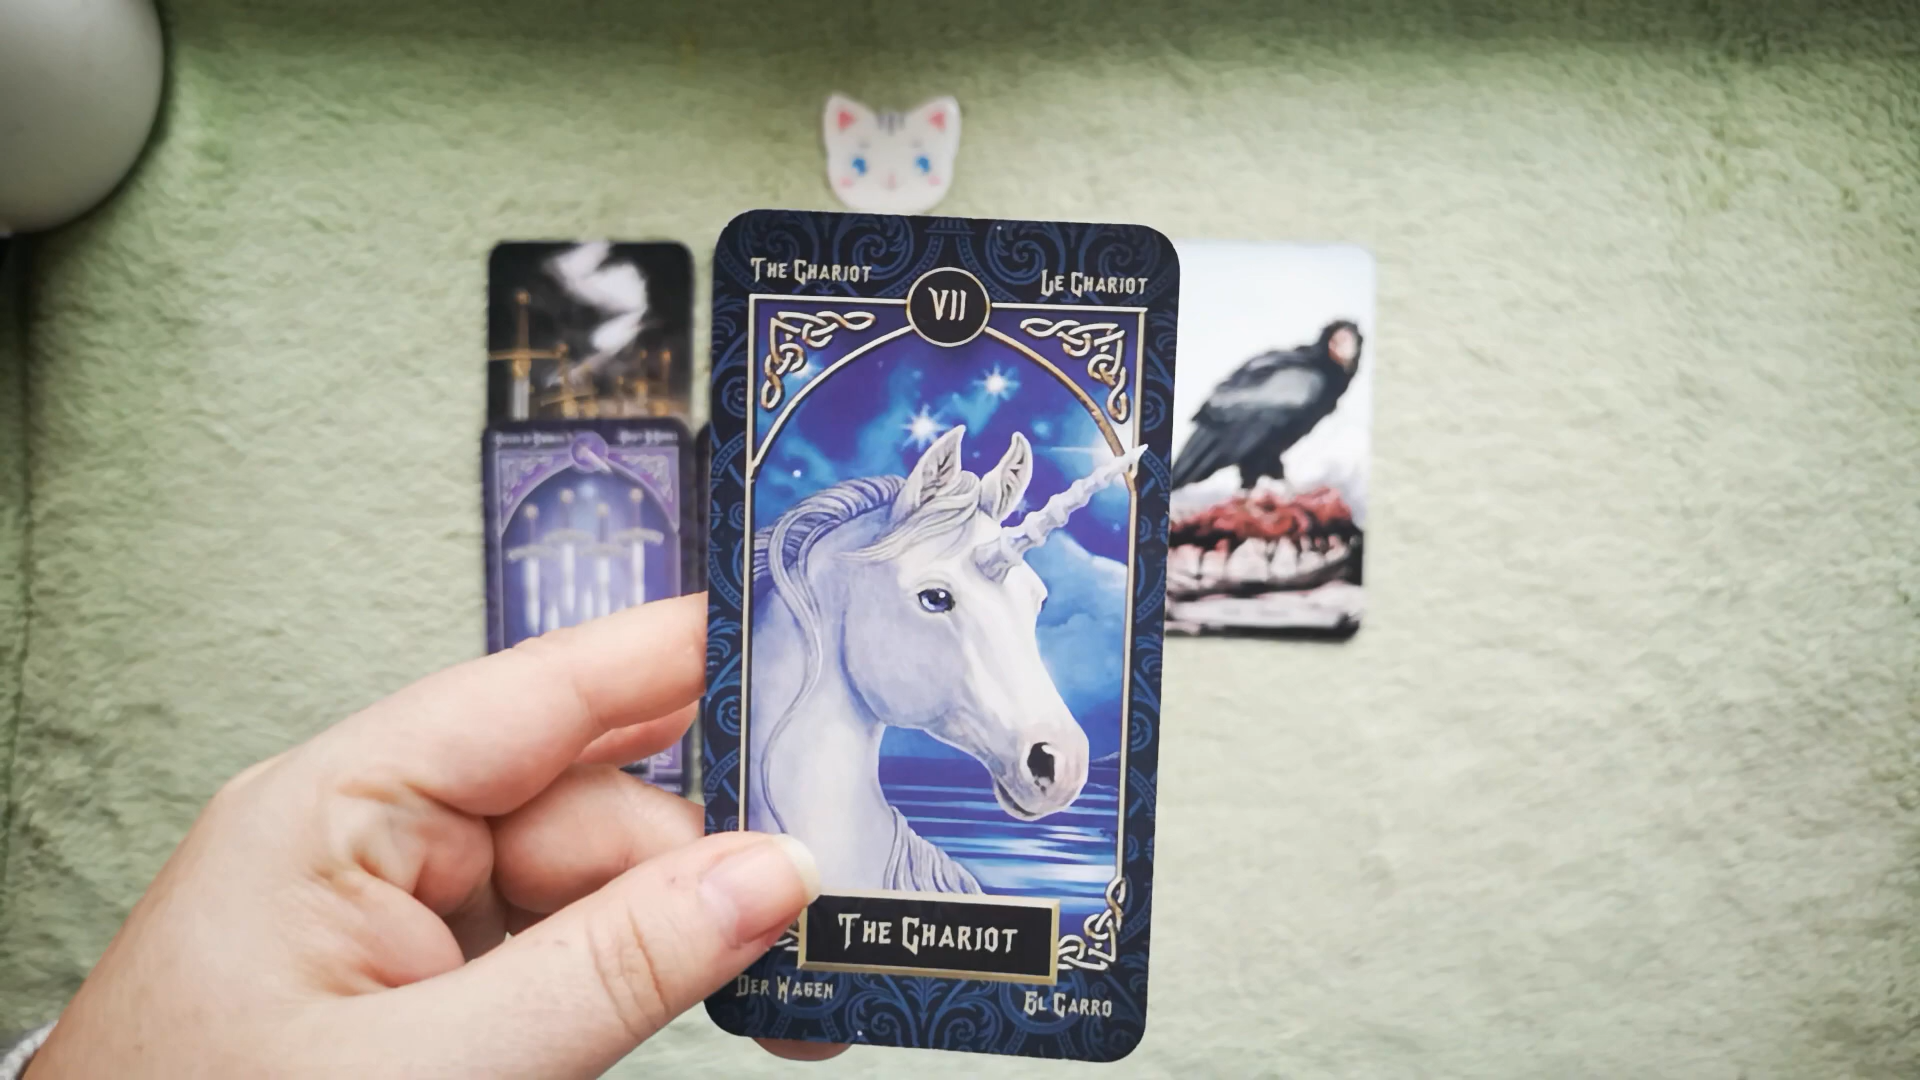 The Chariot
Le Chariot
VII
The Chariot
Der Wagen
El Carro